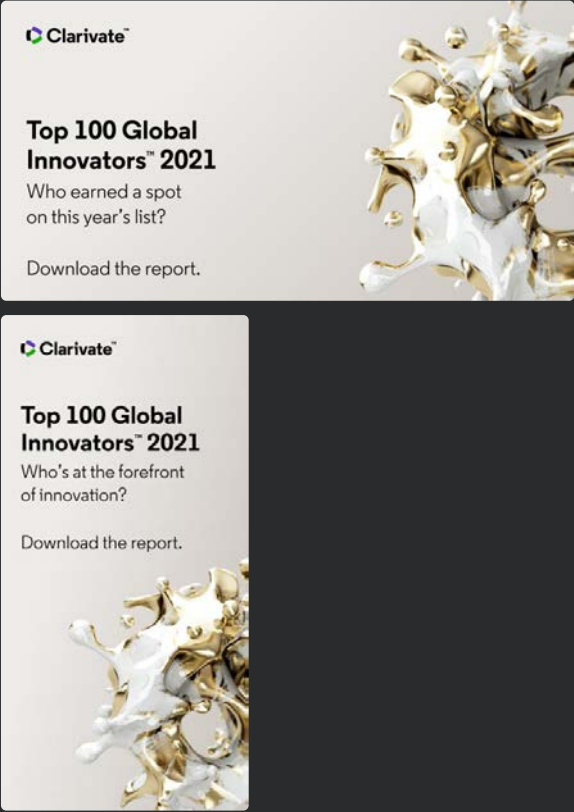 Clarivate™
Top 100 Global
Innovators™ 2021
Who earned a spot
on this year's list?
Download the report.
Clarivate™
Top 100 Global
Innovators™ 2021
Who's at the forefront
of innovation?
Download the report.